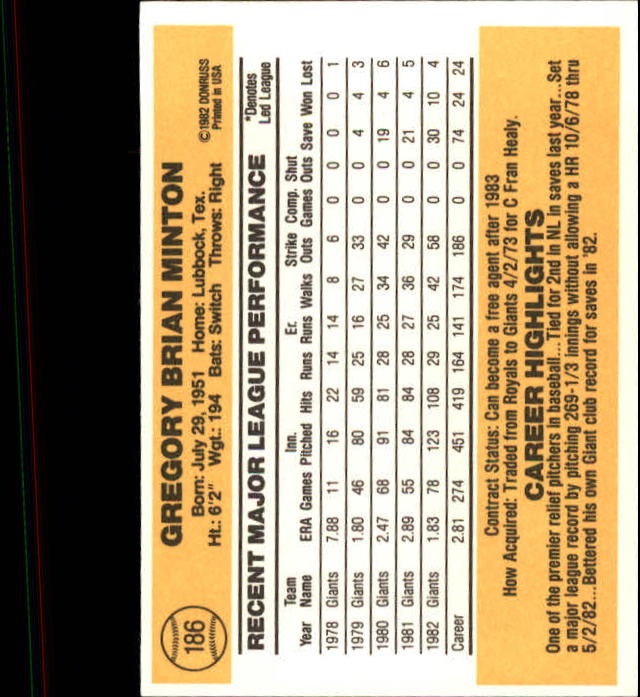 186
GREGORY BRIAN MINTON
Born: July 29, 1951 Home: Lubbock, Tex.
Ht.: 6'2" Wgt.: 194 Bats: Switch Throws: Right
©1982 DONRUSS
Printed in USA
RECENT MAJOR LEAGUE PERFORMANCE
*Denotes
Led League
Team Inn. Er. Strike Comp. Shut
Year Name ERA Games Pitched Hits Runs Runs Walks Outs Games Outs Save Won Lost
1978 Giants 7.88 11 16 22 14 14 8 6 0 0 0 0 1
1979 Giants 1.80 46 80 59 25 16 27 33 0 0 4 4 3
1980 Giants 2.47 68 91 81 28 25 34 42 0 0 19 4 6
1981 Giants 2.89 55 84 84 28 27 36 29 0 0 21 4 5
1982 Giants 1.83 78 123 108 29 25 42 58 0 0 30 10 4
Career 2.81 274 451 419 164 141 174 186 0 0 74 24 24
Contract Status: Can become a free agent after 1983
How Acquired: Traded from Royals to Giants 4/2/73 for C Fran Healy.
CAREER HIGHLIGHTS
One of the premier relief pitchers in baseball...Tied for 2nd in NL in saves last year...Set
a major league record by pitching 269-1/3 innings without allowing a HR 10/6/78 thru
5/2/82...Bettered his own Giant club record for saves in '82.